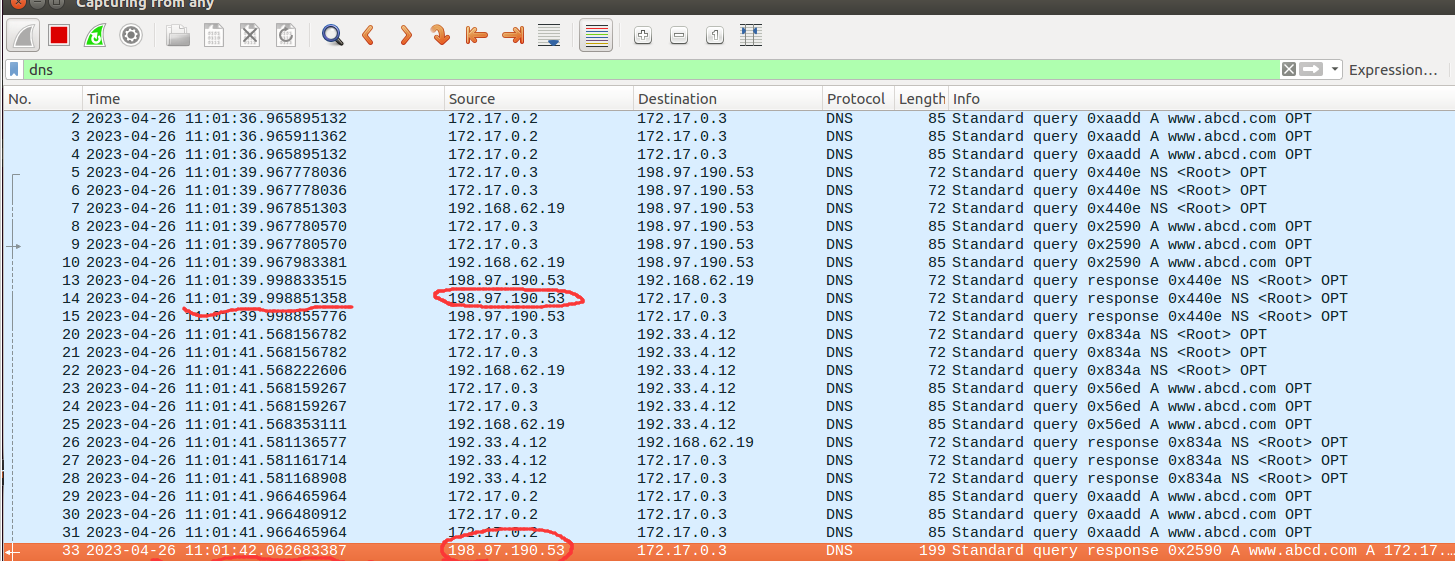 Capturing from any
dns
Expression…
No. Time Source Destination Protocol Length Info
2 2023-04-26 11:01:36.965895132 172.17.0.2 172.17.0.3 DNS 85 Standard query 0xaadd A www.abcd.com OPT
3 2023-04-26 11:01:36.965911362 172.17.0.2 172.17.0.3 DNS 85 Standard query 0xaadd A www.abcd.com OPT
4 2023-04-26 11:01:36.965895132 172.17.0.2 172.17.0.3 DNS 85 Standard query 0xaadd A www.abcd.com OPT
5 2023-04-26 11:01:39.967778036 172.17.0.3 198.97.190.53 DNS 72 Standard query 0x440e NS <Root> OPT
6 2023-04-26 11:01:39.967778036 172.17.0.3 198.97.190.53 DNS 72 Standard query 0x440e NS <Root> OPT
7 2023-04-26 11:01:39.967851303 192.168.62.19 198.97.190.53 DNS 72 Standard query 0x440e NS <Root> OPT
8 2023-04-26 11:01:39.967780570 172.17.0.3 198.97.190.53 DNS 85 Standard query 0x2590 A www.abcd.com OPT
9 2023-04-26 11:01:39.967780570 172.17.0.3 198.97.190.53 DNS 85 Standard query 0x2590 A www.abcd.com OPT
10 2023-04-26 11:01:39.967983381 192.168.62.19 198.97.190.53 DNS 85 Standard query 0x2590 A www.abcd.com OPT
13 2023-04-26 11:01:39.998833515 198.97.190.53 192.168.62.19 DNS 72 Standard query response 0x440e NS <Root> OPT
14 2023-04-26 11:01:39.998851358 198.97.190.53 172.17.0.3 DNS 72 Standard query response 0x440e NS <Root> OPT
15 2023-04-26 11:01:39.998855776 198.97.190.53 172.17.0.3 DNS 72 Standard query response 0x440e NS <Root> OPT
20 2023-04-26 11:01:41.568156782 172.17.0.3 192.33.4.12 DNS 72 Standard query 0x834a NS <Root> OPT
21 2023-04-26 11:01:41.568156782 172.17.0.3 192.33.4.12 DNS 72 Standard query 0x834a NS <Root> OPT
22 2023-04-26 11:01:41.568222606 192.168.62.19 192.33.4.12 DNS 72 Standard query 0x834a NS <Root> OPT
23 2023-04-26 11:01:41.568159267 172.17.0.3 192.33.4.12 DNS 85 Standard query 0x56ed A www.abcd.com OPT
24 2023-04-26 11:01:41.568159267 172.17.0.3 192.33.4.12 DNS 85 Standard query 0x56ed A www.abcd.com OPT
25 2023-04-26 11:01:41.568353111 192.168.62.19 192.33.4.12 DNS 85 Standard query 0x56ed A www.abcd.com OPT
26 2023-04-26 11:01:41.581136577 192.33.4.12 192.168.62.19 DNS 72 Standard query response 0x834a NS <Root> OPT
27 2023-04-26 11:01:41.581161714 192.33.4.12 172.17.0.3 DNS 72 Standard query response 0x834a NS <Root> OPT
28 2023-04-26 11:01:41.581168908 192.33.4.12 172.17.0.3 DNS 72 Standard query response 0x834a NS <Root> OPT
29 2023-04-26 11:01:41.966465964 172.17.0.2 172.17.0.3 DNS 85 Standard query 0xaadd A www.abcd.com OPT
30 2023-04-26 11:01:41.966480912 172.17.0.2 172.17.0.3 DNS 85 Standard query 0xaadd A www.abcd.com OPT
31 2023-04-26 11:01:41.966465964 172.17.0.2 172.17.0.3 DNS 85 Standard query 0xaadd A www.abcd.com OPT
33 2023-04-26 11:01:42.062683387 198.97.190.53 172.17.0.3 DNS 199 Standard query response 0x2590 A www.abcd.com A 172.17.…